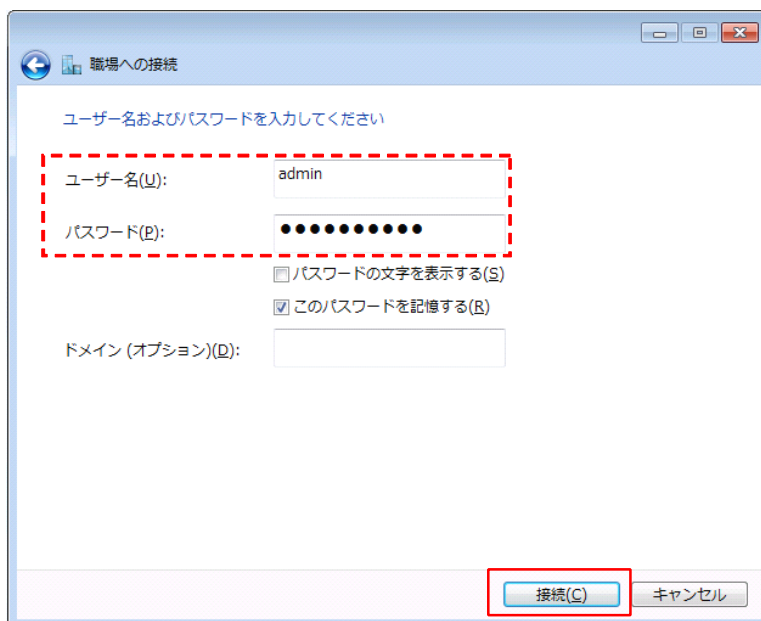 職場への接続
ユーザー名およびパスワードを入力してください
ユーザー名(U): admin
パスワード(P): ●●●●●●●●●●
パスワードの文字を表示する(S)
このパスワードを記憶する(R)
ドメイン (オプション)(D):
接続(C) キャンセル